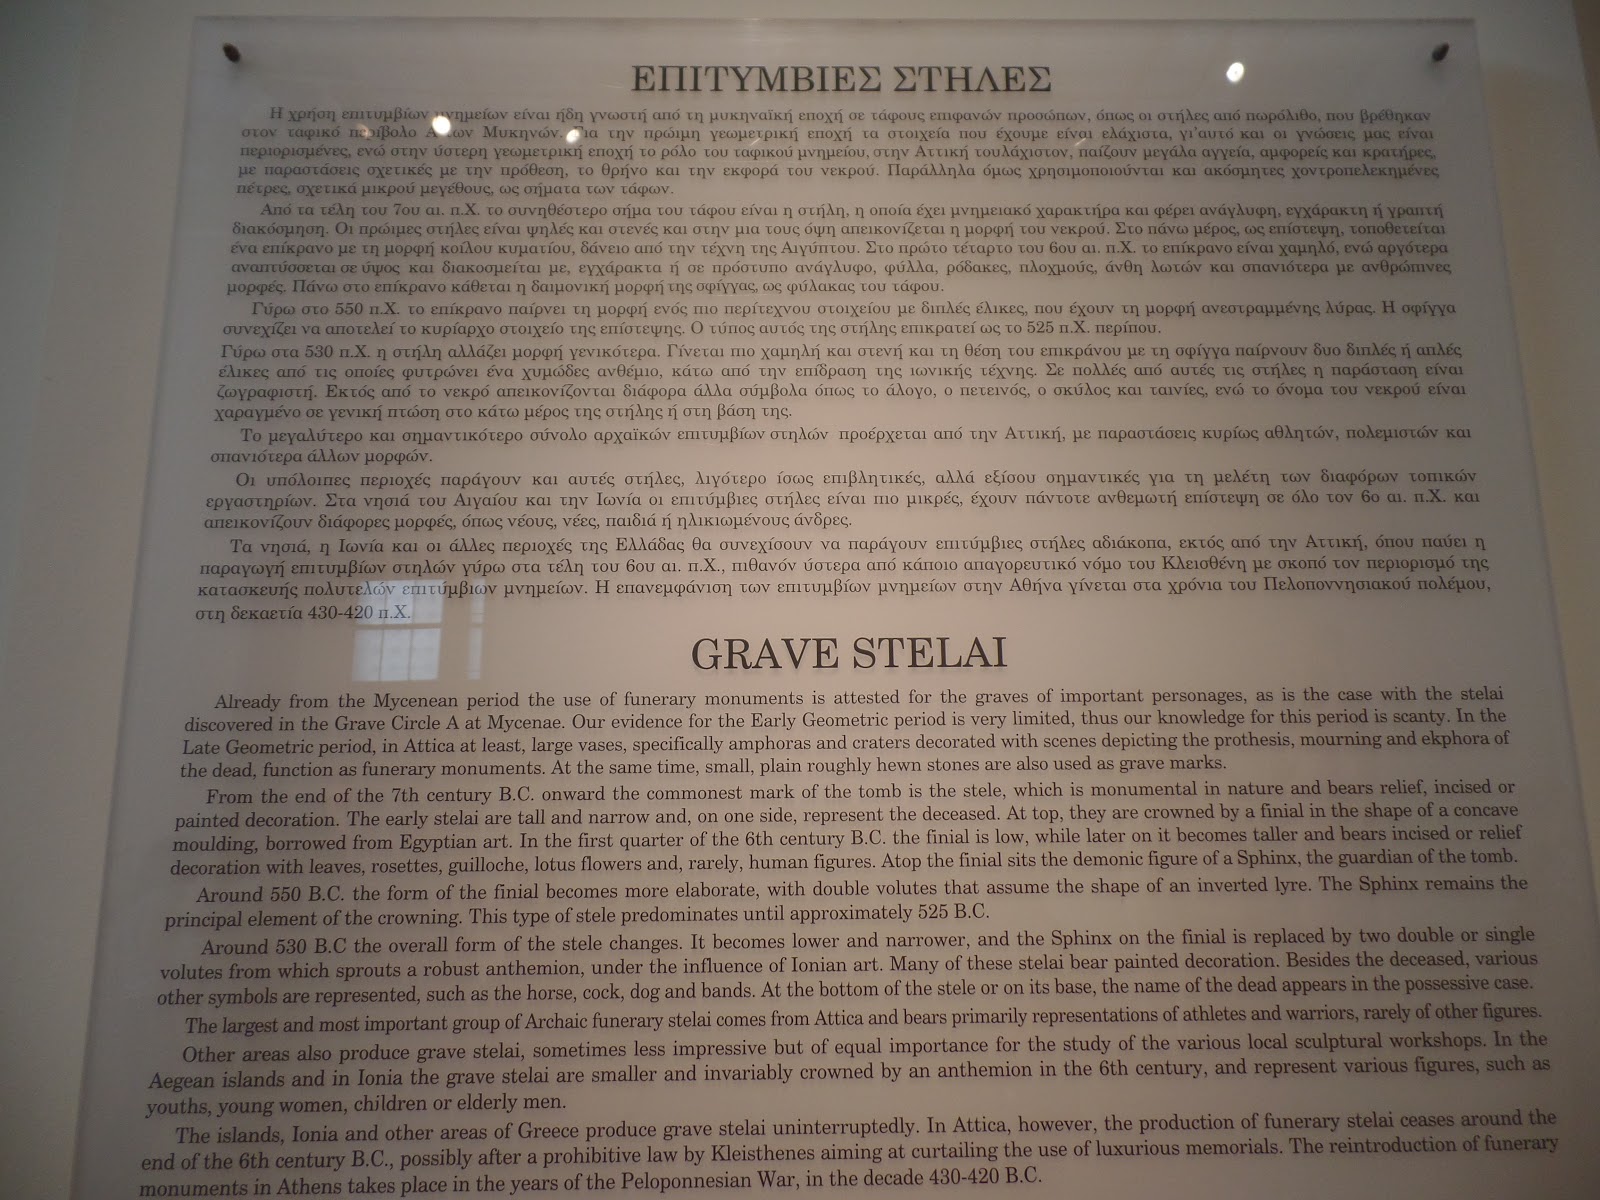 ΕΠΙΤΥΜΒΙΕΣ ΣΤΗΛΕΣ
Η χρήση επιτυμβίων μνημείων είναι ήδη γνωστή από τη μυκηναϊκή εποχή σε τάφους επιφανών προσώπων, όπως οι στήλες από πωρόλιθο, που βρέθηκαν
στον ταφικό περίβολο Α των Μυκηνών. Για την πρώιμη γεωμετρική εποχή τα στοιχεία που έχουμε είναι ελάχιστα, γι'αυτό και οι γνώσεις μας είναι
περιορισμένες, ενώ στην ύστερη γεωμετρική εποχή το ρόλο του ταφικού μνημείου, στην Αττική τουλάχιστον, παίζουν μεγάλα αγγεία, αμφορείς και κρατήρες,
με παραστάσεις σχετικές με την πρόθεση, το θρήνο και την εκφορά του νεκρού. Παράλληλα όμως χρησιμοποιούνται και ακόσμητες χοντροπελεκημένες
πέτρες, σχετικά μικρού μεγέθους, ως σήματα των τάφων.
Από τα τέλη του 7ου αι. π.Χ. το συνηθέστερο σήμα του τάφου είναι η στήλη, η οποία έχει μνημειακό χαρακτήρα και φέρει ανάγλυφη, εγχάρακτη ή γραπτή
διακόσμηση. Οι πρώιμες στήλες είναι ψηλές και στενές και στην μια τους όψη απεικονίζεται η μορφή του νεκρού. Στο πάνω μέρος, ως επίστεψη, τοποθετείται
ένα επίκρανο με τη μορφή κοίλου κυματίου, δάνειο από την τέχνη της Αιγύπτου. Στο πρώτο τέταρτο του 6ου αι. π.Χ. το επίκρανο είναι χαμηλό, ενώ αργότερα
αναπτύσσεται σε ύψος και διακοσμείται με, εγχάρακτα ή σε πρόστυπο ανάγλυφο, φύλλα, ρόδακες, πλοχμούς, άνθη λωτών και σπανιότερα με ανθρώπινες
μορφές. Πάνω στο επίκρανο κάθεται η δαιμονική μορφή της σφίγγας, ως φύλακας του τάφου.
Γύρω στο 550 π.Χ. το επίκρανο παίρνει τη μορφή ενός πιο περίτεχνου στοιχείου με διπλές έλικες, που έχουν τη μορφή ανεστραμμένης λύρας. Η σφίγγα
συνεχίζει να αποτελεί το κυρίαρχο στοιχείο της επίστεψης. Ο τύπος αυτός της στήλης επικρατεί ως το 525 π.Χ. περίπου.
Γύρω στα 530 π.Χ. η στήλη αλλάζει μορφή γενικότερα. Γίνεται πιο χαμηλή και στενή και τη θέση του επικράνου με τη σφίγγα παίρνουν δυο διπλές ή απλές
έλικες από τις οποίες φυτρώνει ένα χυμώδες ανθέμιο, κάτω από την επίδραση της ιωνικής τέχνης. Σε πολλές από αυτές τις στήλες η παράσταση είναι
ζωγραφιστή. Εκτός από το νεκρό απεικονίζονται διάφορα άλλα σύμβολα όπως το άλογο, ο πετεινός, ο σκύλος και ταινίες, ενώ το όνομα του νεκρού είναι
χαραγμένο σε γενική πτώση στο κάτω μέρος της στήλης ή στη βάση της.
Το μεγαλύτερο και σημαντικότερο σύνολο αρχαϊκών επιτυμβίων στηλών προέρχεται από την Αττική, με παραστάσεις κυρίως αθλητών, πολεμιστών και
σπανιότερα άλλων μορφών.
Οι υπόλοιπες περιοχές παράγουν και αυτές στήλες, λιγότερο ίσως επιβλητικές, αλλά εξίσου σημαντικές για τη μελέτη των διαφόρων τοπικών
εργαστηρίων. Στα νησιά του Αιγαίου και την Ιωνία οι επιτύμβιες στήλες είναι πιο μικρές, έχουν πάντοτε ανθεμωτή επίστεψη σε όλο τον 6ο αι. π.Χ. και
απεικονίζουν διάφορες μορφές, όπως νέους, νέες, παιδιά ή ηλικιωμένους άνδρες.
Τα νησιά, η Ιωνία και οι άλλες περιοχές της Ελλάδας θα συνεχίσουν να παράγουν επιτύμβιες στήλες αδιάκοπα, εκτός από την Αττική, όπου παύει η
παραγωγή επιτυμβίων στηλών γύρω στα τέλη του 6ου αι. π.Χ., πιθανόν ύστερα από κάποιο απαγορευτικό νόμο του Κλεισθένη με σκοπό τον περιορισμό της
κατασκευής πολυτελών επιτύμβιων μνημείων. Η επανεμφάνιση των επιτυμβίων μνημείων στην Αθήνα γίνεται στα χρόνια του Πελοποννησιακού πολέμου,
στη δεκαετία 430-420 π.Χ.
GRAVE STELAI
Already from the Mycenean period the use of funerary monuments is attested for the graves of important personages, as is the case with the stelai
discovered in the Grave Circle A at Mycenae. Our evidence for the Early Geometric period is very limited, thus our knowledge for this period is scanty. In the
Late Geometric period, in Attica at least, large vases, specifically amphoras and craters decorated with scenes depicting the prothesis, mourning and ekphora of
the dead, function as funerary monuments. At the same time, small, plain roughly hewn stones are also used as grave marks.
From the end of the 7th century B.C. onward the commonest mark of the tomb is the stele, which is monumental in nature and bears relief, incised or
painted decoration. The early stelai are tall and narrow and, on one side, represent the deceased. At top, they are crowned by a finial in the shape of a concave
moulding, borrowed from Egyptian art. In the first quarter of the 6th century B.C. the finial is low, while later on it becomes taller and bears incised or relief
decoration with leaves, rosettes, guilloche, lotus flowers and, rarely, human figures. Atop the finial sits the demonic figure of a Sphinx, the guardian of the tomb.
Around 550 B.C. the form of the finial becomes more elaborate, with double volutes that assume the shape of an inverted lyre. The Sphinx remains the
principal element of the crowning. This type of stele predominates until approximately 525 B.C.
Around 530 B.C the overall form of the stele changes. It becomes lower and narrower, and the Sphinx on the finial is replaced by two double or single
volutes from which sprouts a robust anthemion, under the influence of Ionian art. Many of these stelai bear painted decoration. Besides the deceased, various
other symbols are represented, such as the horse, cock, dog and bands. At the bottom of the stele or on its base, the name of the dead appears in the possessive case.
The largest and most important group of Archaic funerary stelai comes from Attica and bears primarily representations of athletes and warriors, rarely of other figures.
Other areas also produce grave stelai, sometimes less impressive but of equal importance for the study of the various local sculptural workshops. In the
Aegean islands and in Ionia the grave stelai are smaller and invariably crowned by an anthemion in the 6th century, and represent various figures, such as
youths, young women, children or elderly men.
The islands, Ionia and other areas of Greece produce grave stelai uninterruptedly. In Attica, however, the production of funerary stelai ceases around the
end of the 6th century B.C., possibly after a prohibitive law by Kleisthenes aiming at curtailing the use of luxurious memorials. The reintroduction of funerary
monuments in Athens takes place in the years of the Peloponnesian War, in the decade 430-420 B.C.